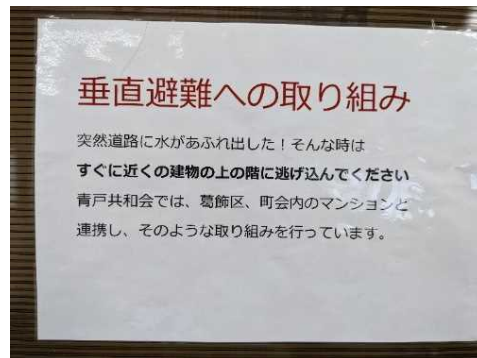 垂直避難への取り組み
突然道路に水があふれ出した！そんな時は
すぐに近くの建物の上の階に逃げ込んでください
青戸共和会では、葛飾区、町会内のマンションと
連携し、そのような取り組みを行っています。